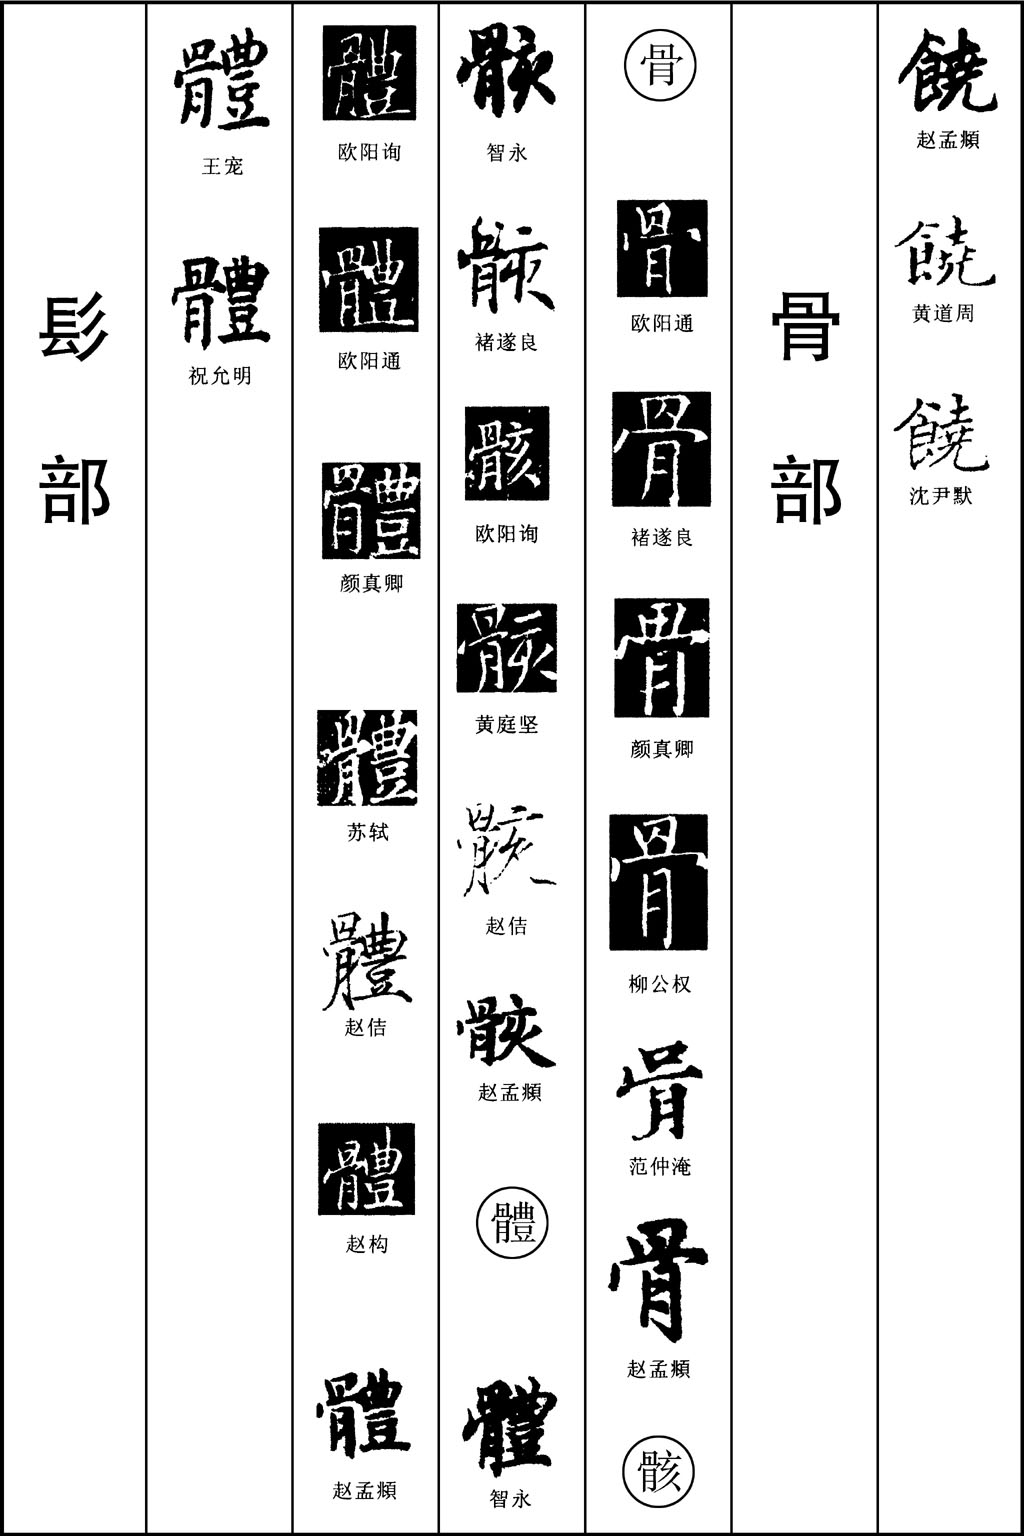 饒
赵孟頫
饒
黄道周
饒
沈尹默
骨部
骨
骨
欧阳通
骨
褚遂良
骨
颜真卿
骨
柳公权
骨
范仲淹
骨
赵孟頫
骸
骸
智永
骸
褚遂良
骸
欧阳询
骸
黄庭坚
骸
赵佶
骸
赵孟頫
體
體
智永
體
欧阳询
體
欧阳通
體
颜真卿
體
苏轼
體
赵佶
體
赵构
體
赵孟頫
體
王宠
體
祝允明
髟部